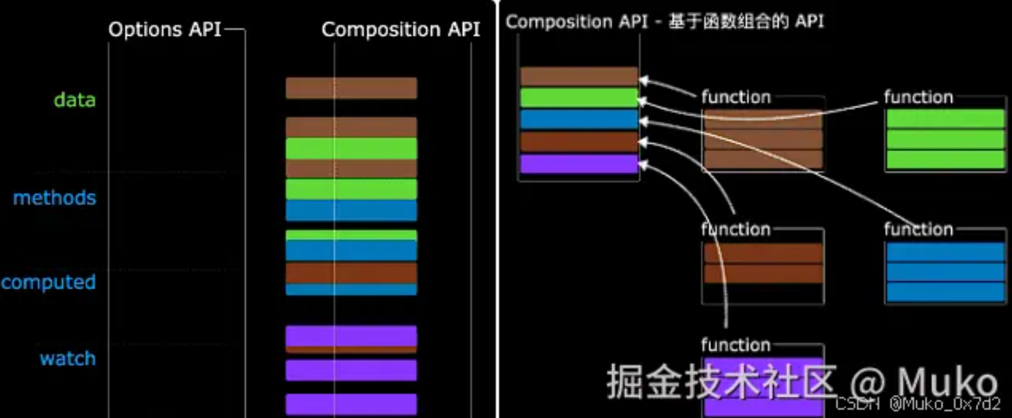 Options API
Composition API
data
methods
computed
watch
Composition API - 基于函数组合的 API
function
function
function
function
function
掘金技术社区 @ Muko
CSDN @Muko_0x7d2